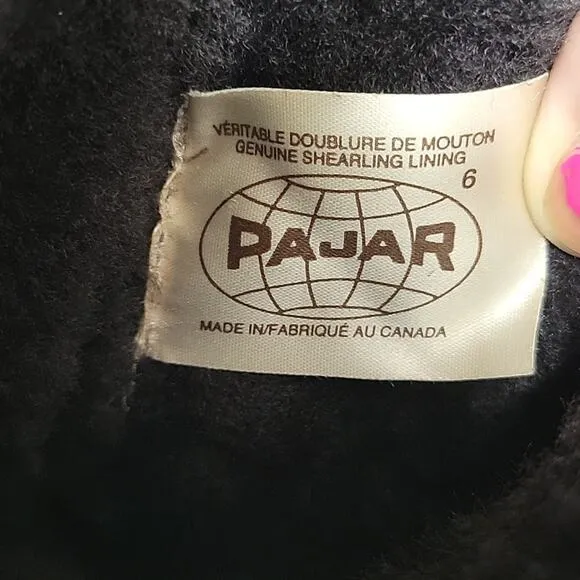 VÉRITABLE DOUBLURE DE MOUTON
GENUINE SHEARLING LINING
6
PAJAR
MADE IN/FABRIQUÉ AU CANADA